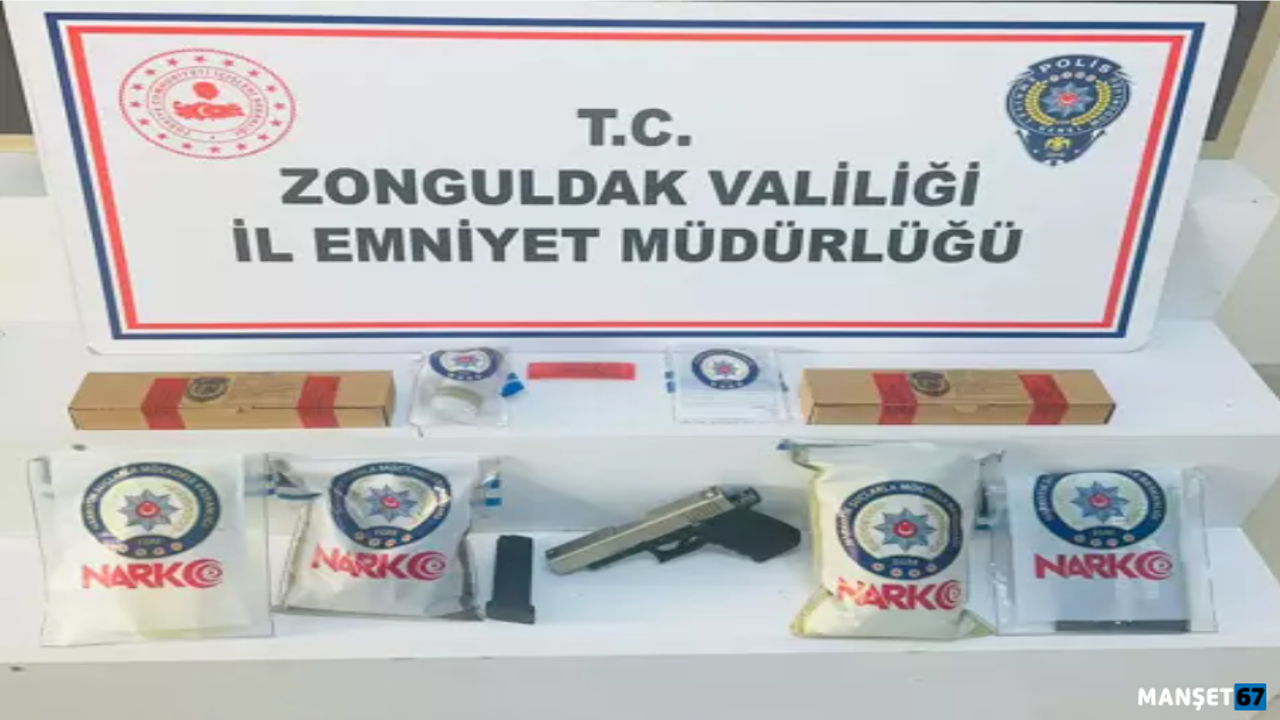 T.C.
ZONGULDAK VALİLİĞİ
İL EMNİYET MÜDÜRLÜĞÜ
POLİS
NARKO
NARKO
NARKO
NARKO
MANŞET67